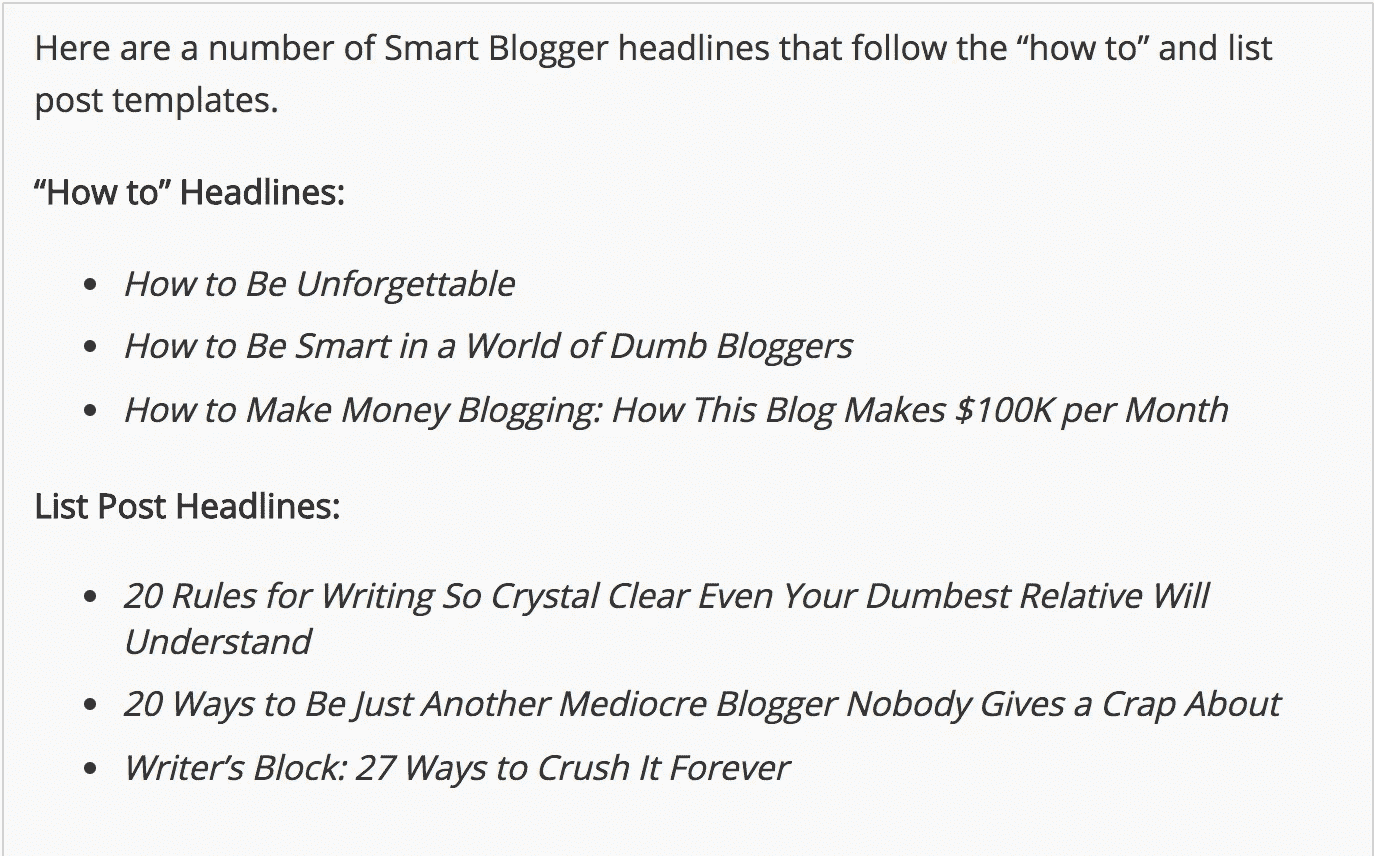 Here are a number of Smart Blogger headlines that follow the “how to” and list
post templates.
“How to” Headlines:
• How to Be Unforgettable
• How to Be Smart in a World of Dumb Bloggers
• How to Make Money Blogging: How This Blog Makes $100K per Month
List Post Headlines:
• 20 Rules for Writing So Crystal Clear Even Your Dumbest Relative Will
Understand
• 20 Ways to Be Just Another Mediocre Blogger Nobody Gives a Crap About
• Writer’s Block: 27 Ways to Crush It Forever